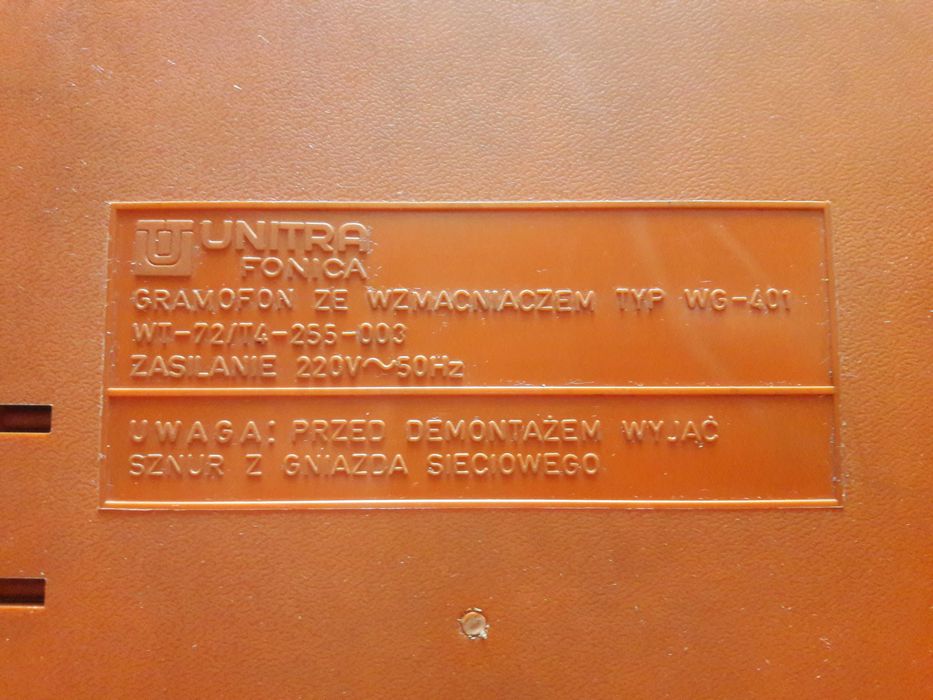 UNITRA
FONICA
GRAMOFON ZE WZMACNIACZEM TYP WG-401
WT-72/T4-255-003
ZASILANIE 220V~50Hz
UWAGA: PRZED DEMONTAŻEM WYJĄĆ
SZNUR Z GNIAZDA SIECIOWEGO